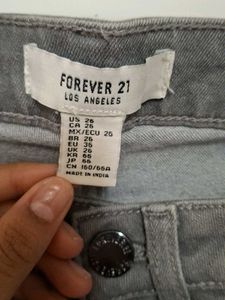 FOREVER 21
LOS ANGELES
US 26
CA 26
MX/ECU 26
BR 26
EU 36
UK 26
KR 66
JP 66
CN 160/66A
MADE IN INDIA